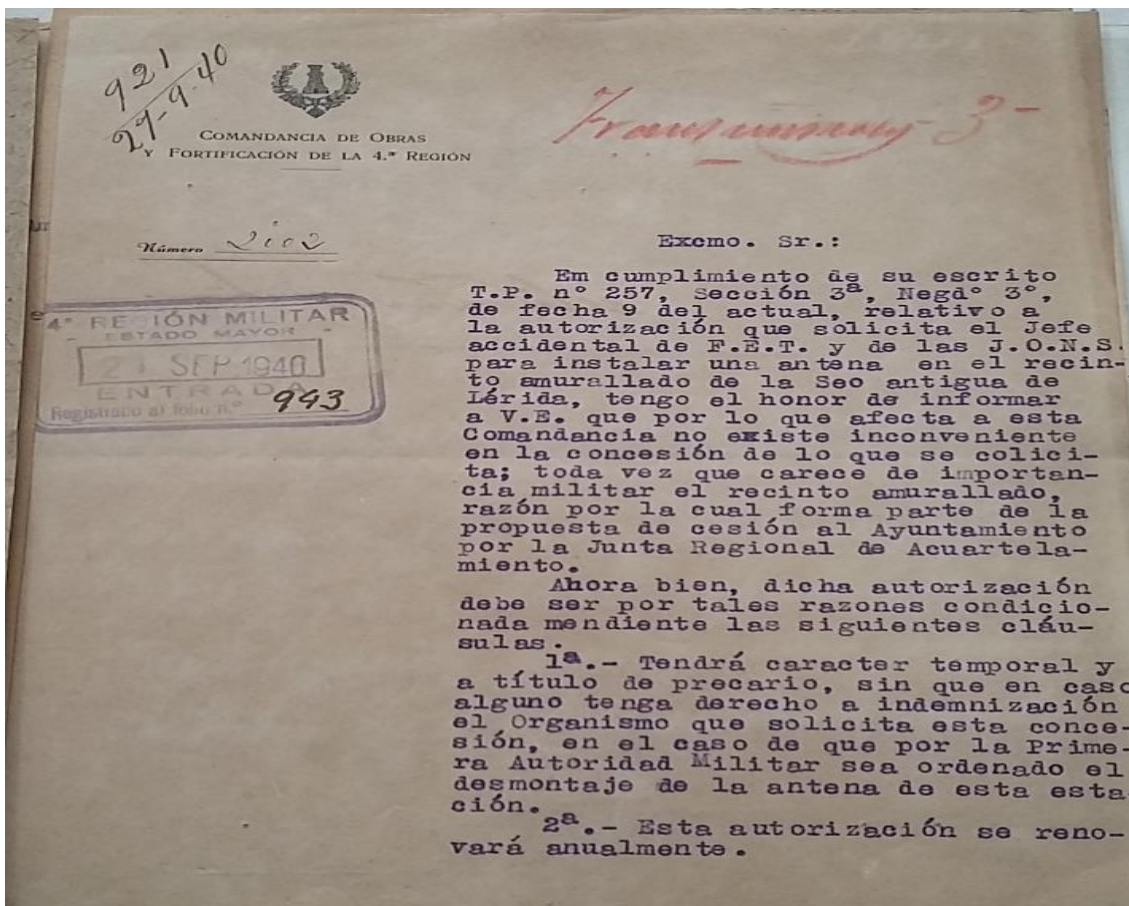 921
27-9-40
COMANDANCIA DE OBRAS
Y FORTIFICACIÓN DE LA 4.ª REGIÓN
3-
Número
Excmo. Sr.:
Em cumplimiento de su escrito
T.P. nº 257, Sección 3ª, Negdº 3º,
de fecha 9 del actual, relativo a
la autorización que solicita el Jefe
accidental de F.E.T. y de las J.O.N.S.
para instalar una antena en el recin-
to amurallado de la Seo antigua de
Lérida, tengo el honor de informar
a V.E. que por lo que afecta a esta
Comandancia no existe inconveniente
en la concesión de lo que se colici-
ta; toda vez que carece de importan-
cia militar el recinto amurallado,
razón por la cual forma parte de la
propuesta de cesión al Ayuntamiento
por la Junta Regional de Acuartela-
miento.
Ahora bien, dicha autorización
debe ser por tales razones condicio-
nada mendiente las siguientes cláu-
sulas.
1ª.- Tendrá caracter temporal y
a título de precario, sin que en caso
alguno tenga derecho a indemnización
el Organismo que solicita esta conce-
sión, en el caso de que por la Prime-
ra Autoridad Militar sea ordenado el
desmontaje de la antena de esta esta
ción.
2ª.- Esta autorización se reno-
vará anualmente.
4ª REGIÓN MILITAR
- ESTADO MAYOR -
SEP 1940
ENTRADA
Registrado al folio n.º 943